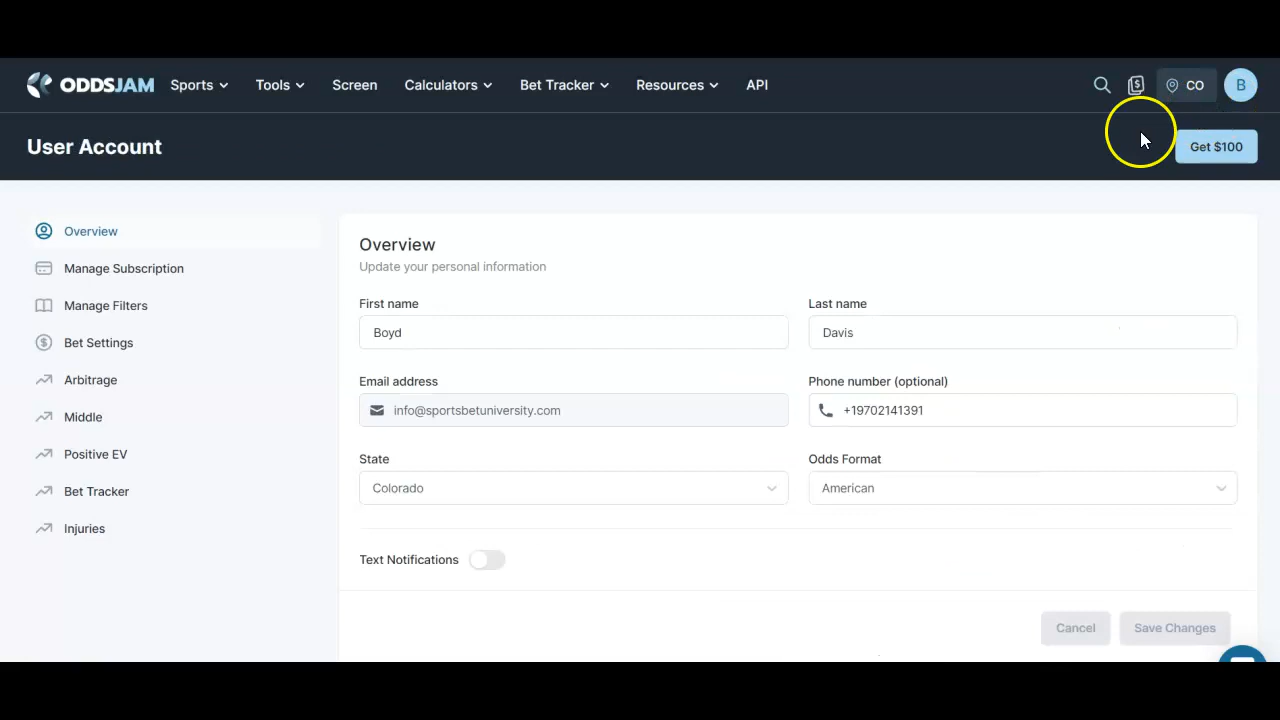 ODDSJAM Sports Tools Screen Calculators Bet Tracker Resources API CO B
User Account Get $100
Overview
Manage Subscription
Manage Filters
Bet Settings
Arbitrage
Middle
Positive EV
Bet Tracker
Injuries
Overview
Update your personal information
First name Last name
Boyd Davis
Email address Phone number (optional)
info@sportsbetuniversity.com +19702141391
State Odds Format
Colorado American
Text Notifications
Cancel Save Changes